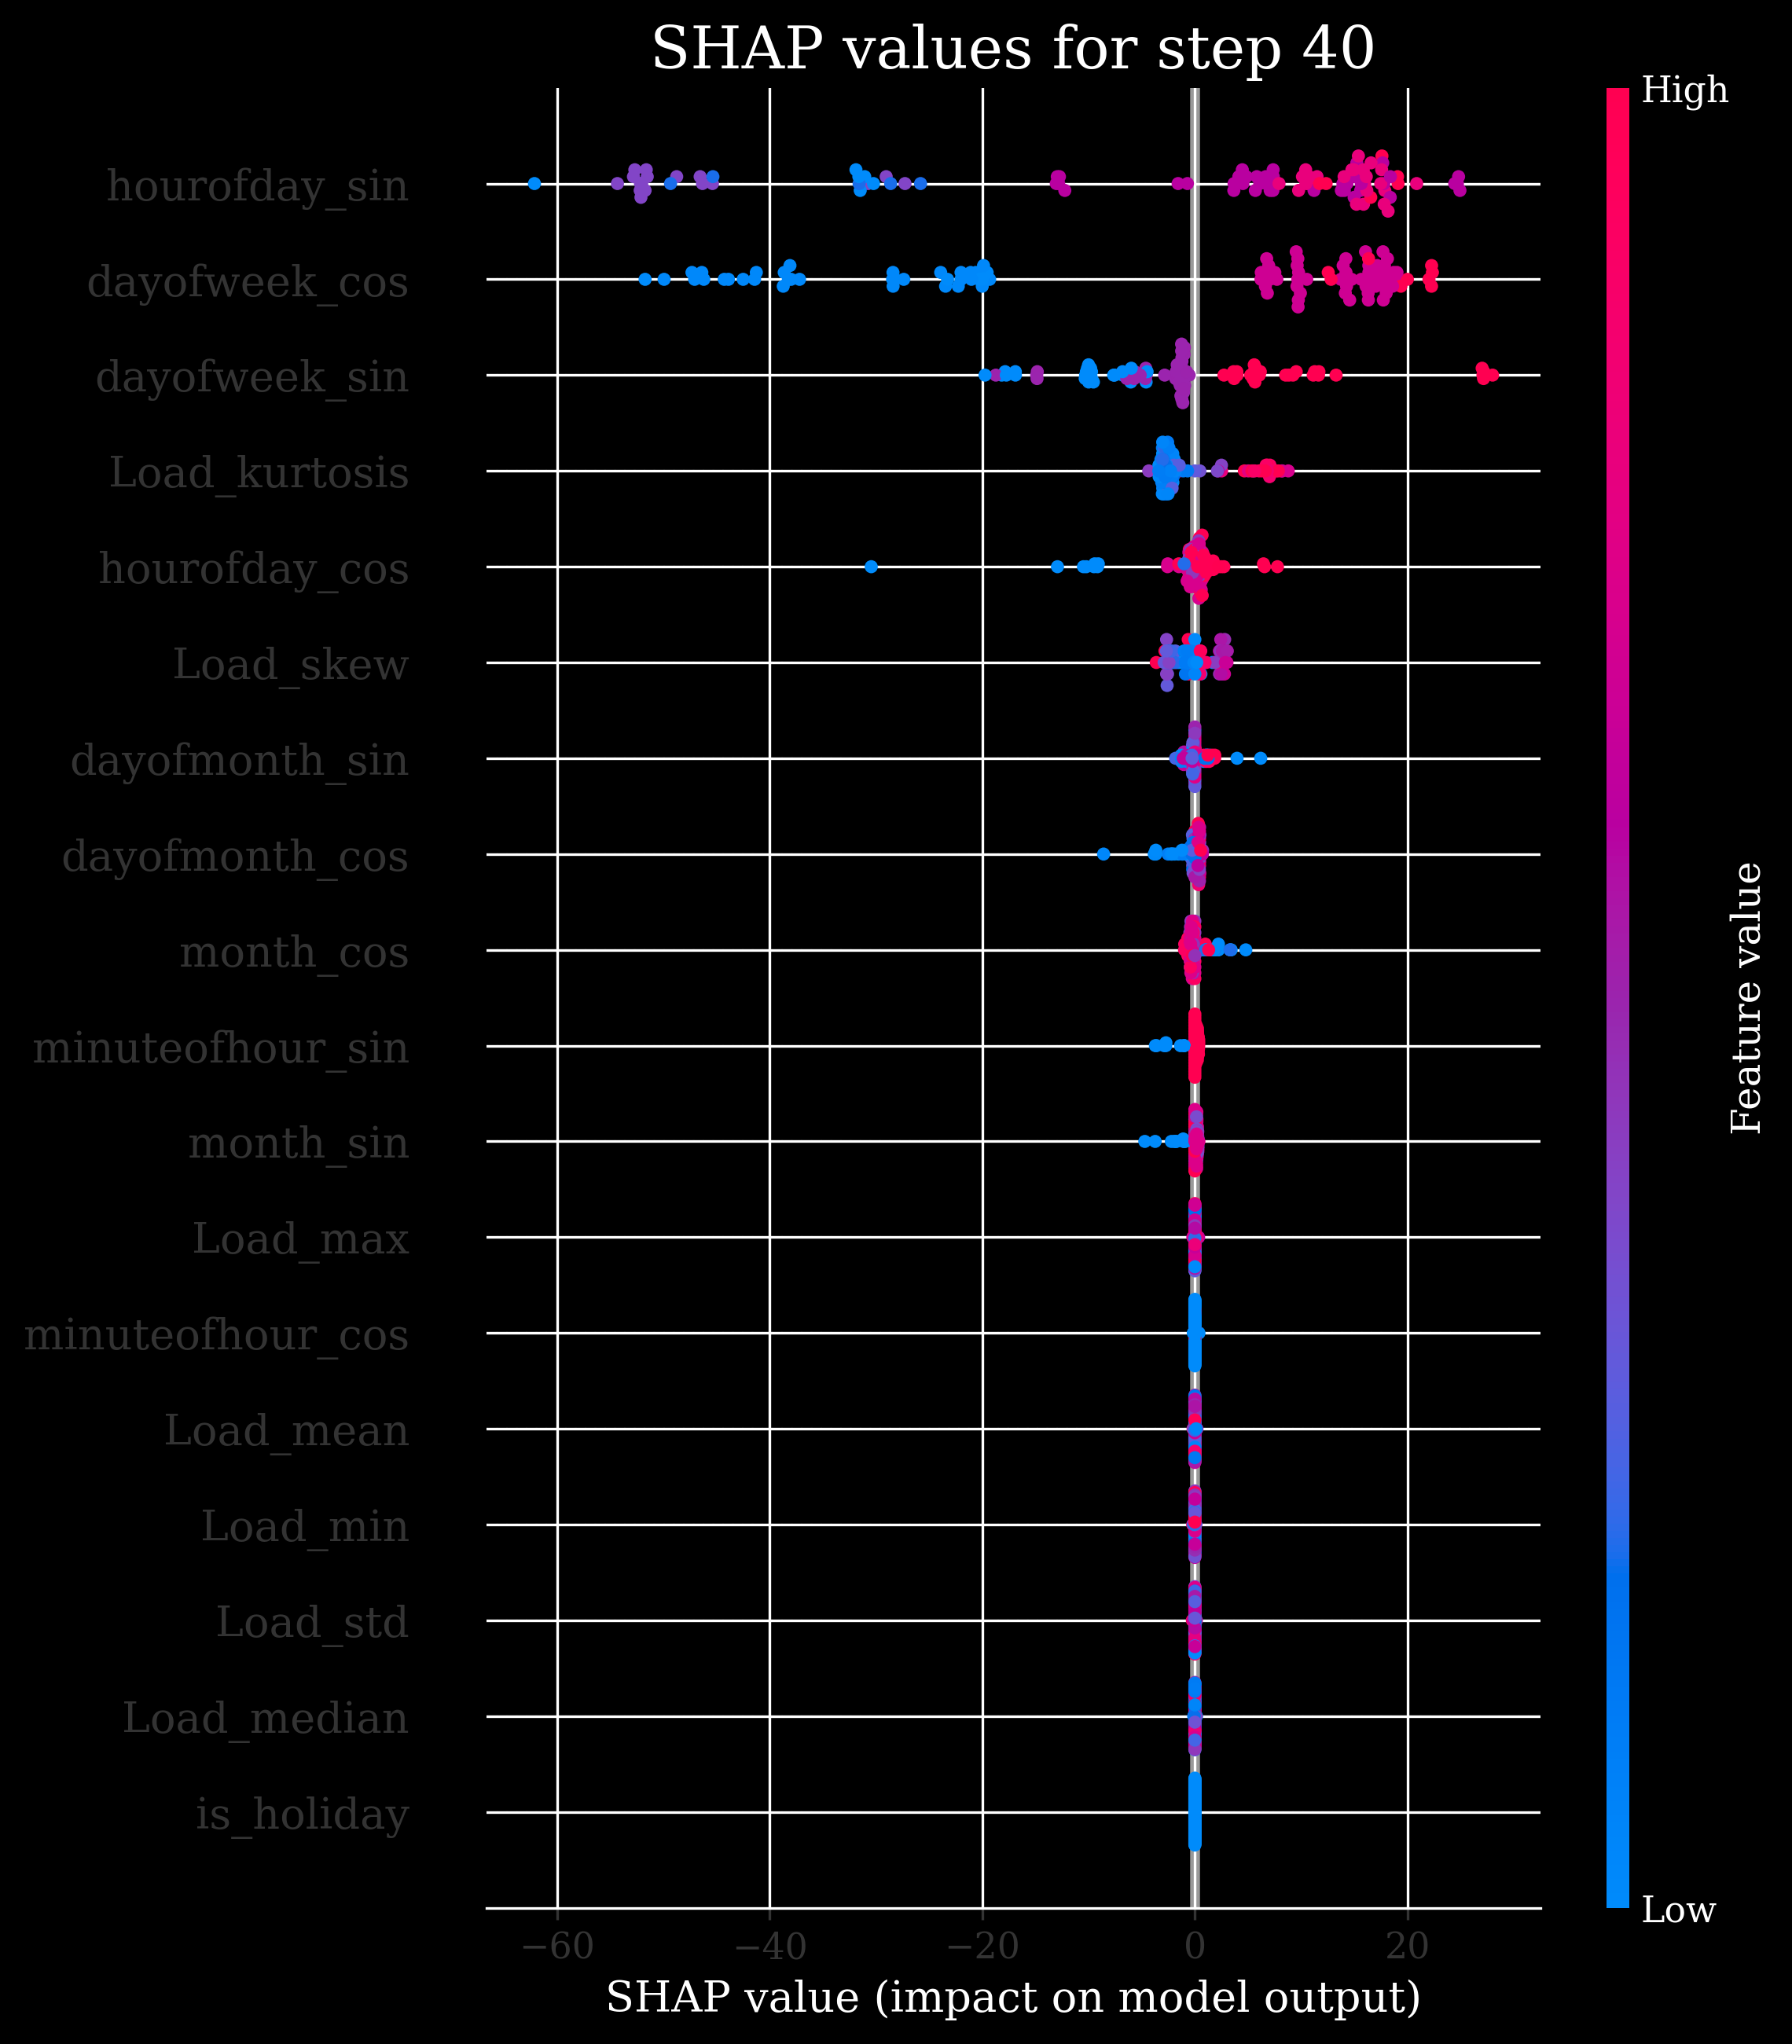 SHAP values for step 40
High
hourofday_sin
dayofweek_cos
dayofweek_sin
Load_kurtosis
hourofday_cos
Load_skew
dayofmonth_sin
dayofmonth_cos
month_cos
minuteofhour_sin
month_sin
Load_max
minuteofhour_cos
Load_mean
Load_min
Load_std
Load_median
is_holiday
Feature value
Low
−60 −40 −20 0 20
SHAP value (impact on model output)